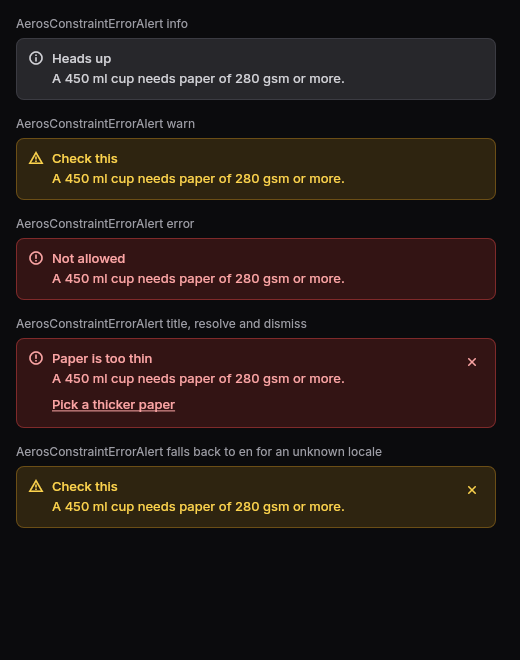 AerosConstraintErrorAlert info
Heads up
A 450 ml cup needs paper of 280 gsm or more.
AerosConstraintErrorAlert warn
Check this
A 450 ml cup needs paper of 280 gsm or more.
AerosConstraintErrorAlert error
Not allowed
A 450 ml cup needs paper of 280 gsm or more.
AerosConstraintErrorAlert title, resolve and dismiss
Paper is too thin
A 450 ml cup needs paper of 280 gsm or more.
Pick a thicker paper
AerosConstraintErrorAlert falls back to en for an unknown locale
Check this
A 450 ml cup needs paper of 280 gsm or more.